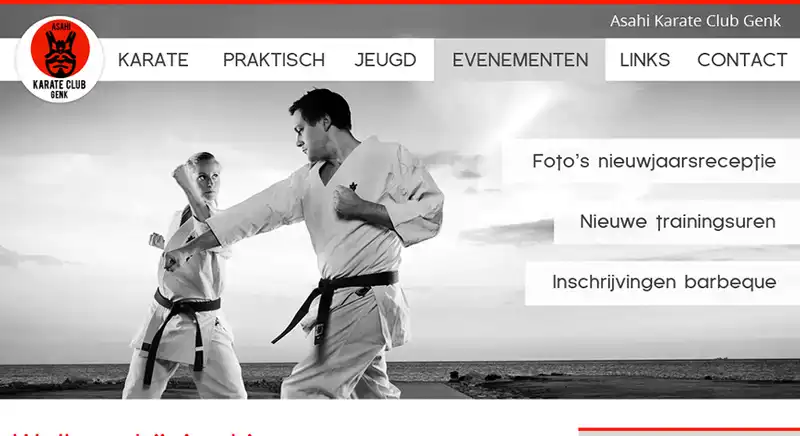 Asahi Karate Club Genk
ASAHI
KARATE CLUB
GENK
KARATE PRAKTISCH JEUGD EVENEMENTEN LINKS CONTACT
Foto's nieuwjaarsreceptie
Nieuwe trainingsuren
Inschrijvingen barbeque